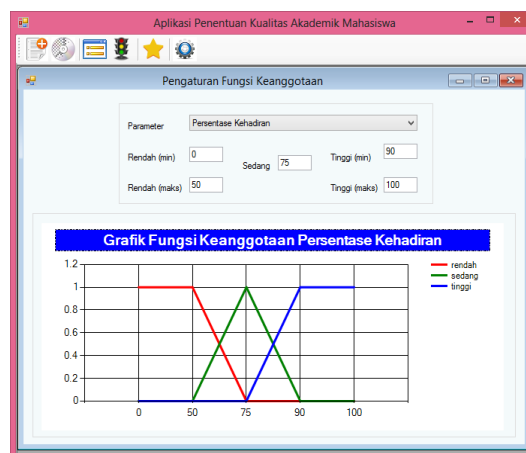 Aplikasi Penentuan Kualitas Akademik Mahasiswa
Pengaturan Fungsi Keanggotaan
Parameter Persentase Kehadiran
Rendah (min) 0 Sedang 75 Tinggi (min) 90
Rendah (maks) 50 Tinggi (maks) 100
Grafik Fungsi Keanggotaan Persentase Kehadiran
1.2
1
0.8
0.6
0.4
0.2
0
0 50 75 90 100
rendah
sedang
tinggi